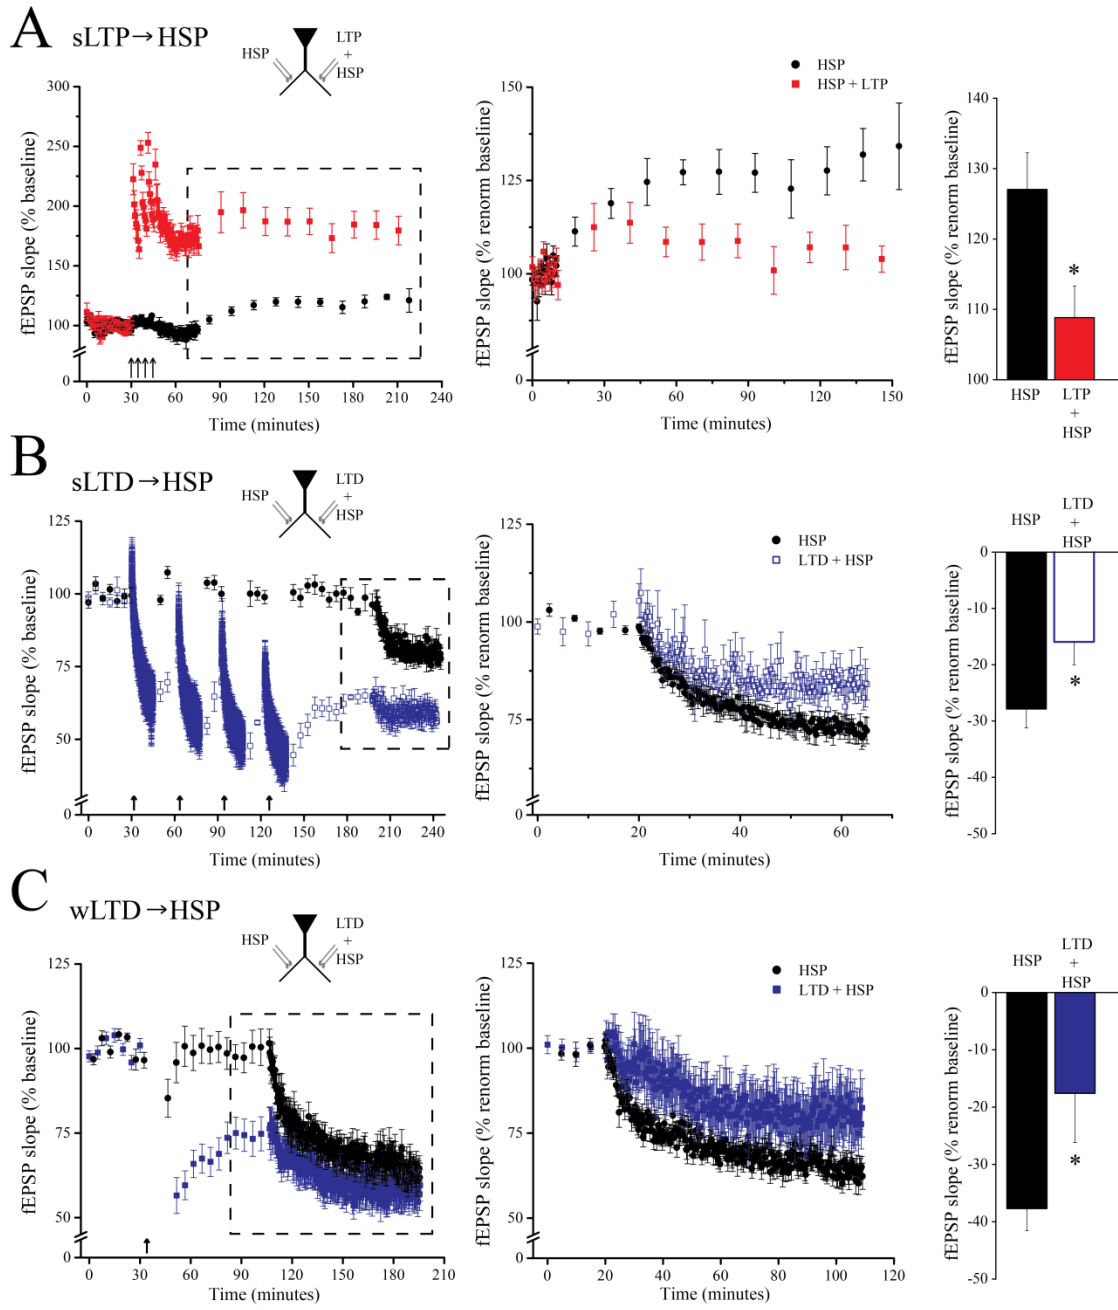 A
sLTP→HSP
HSP
LTP
+
HSP
fEPSP slope (% baseline)
300
250
200
150
100
0
0 30 60 90 120 150 180 210 240
Time (minutes)
HSP
HSP + LTP
fEPSP slope (% renorm baseline)
150
125
100
0
0 30 60 90 120 150
Time (minutes)
fEPSP slope (% renorm baseline)
140
130
120
110
100
*
HSP
LTP
+
HSP
B
sLTD→HSP
HSP
LTD
+
HSP
fEPSP slope (% baseline)
125
100
75
50
0
0 30 60 90 120 150 180 210 240
Time (minutes)
HSP
LTD + HSP
fEPSP slope (% renorm baseline)
125
100
75
0
0 20 40 60
Time (minutes)
HSP
LTD
+
HSP
fEPSP slope (% renorm baseline)
0
-10
-20
-30
-40
-50
*
C
wLTD→HSP
HSP
LTD
+
HSP
fEPSP slope (% baseline)
125
100
75
50
0
0 30 60 90 120 150 180 210
Time (minutes)
HSP
LTD + HSP
fEPSP slope (% renorm baseline)
125
100
75
50
0
0 20 40 60 80 100 120
Time (minutes)
HSP
LTD
+
HSP
fEPSP slope (% renorm baseline)
0
-10
-20
-30
-40
-50
*